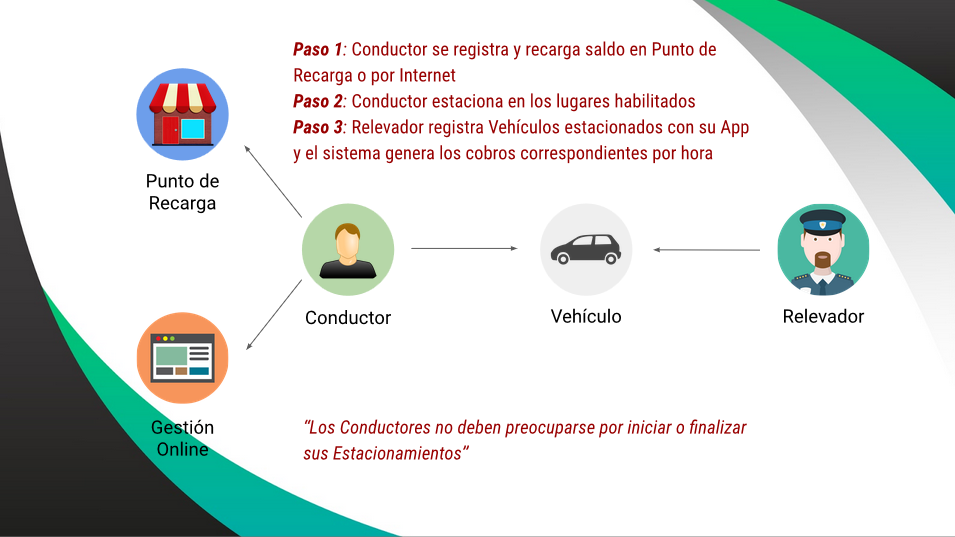 Paso 1: Conductor se registra y recarga saldo en Punto de
Recarga o por Internet
Paso 2: Conductor estaciona en los lugares habilitados
Paso 3: Relevador registra Vehículos estacionados con su App
y el sistema genera los cobros correspondientes por hora
Punto de
Recarga
Conductor
Vehículo
Relevador
Gestión
Online
“Los Conductores no deben preocuparse por iniciar o finalizar
sus Estacionamientos”